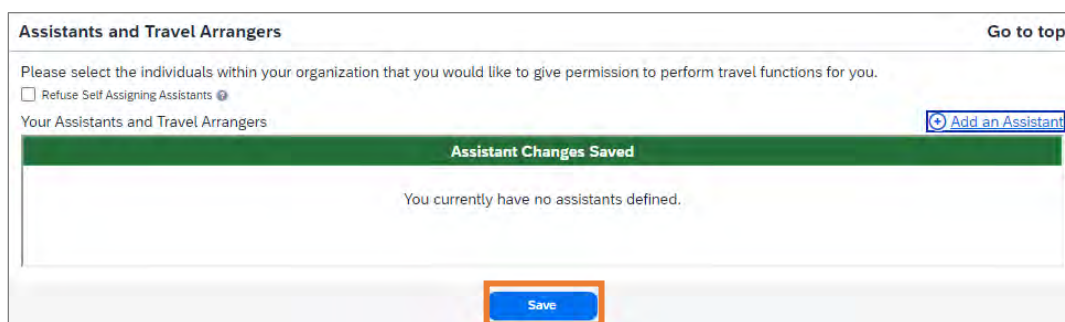 Assistants and Travel Arrangers Go to top
Please select the individuals within your organization that you would like to give permission to perform travel functions for you.
Refuse Self Assigning Assistants
Your Assistants and Travel Arrangers Add an Assistant
Assistant Changes Saved
You currently have no assistants defined.
Save